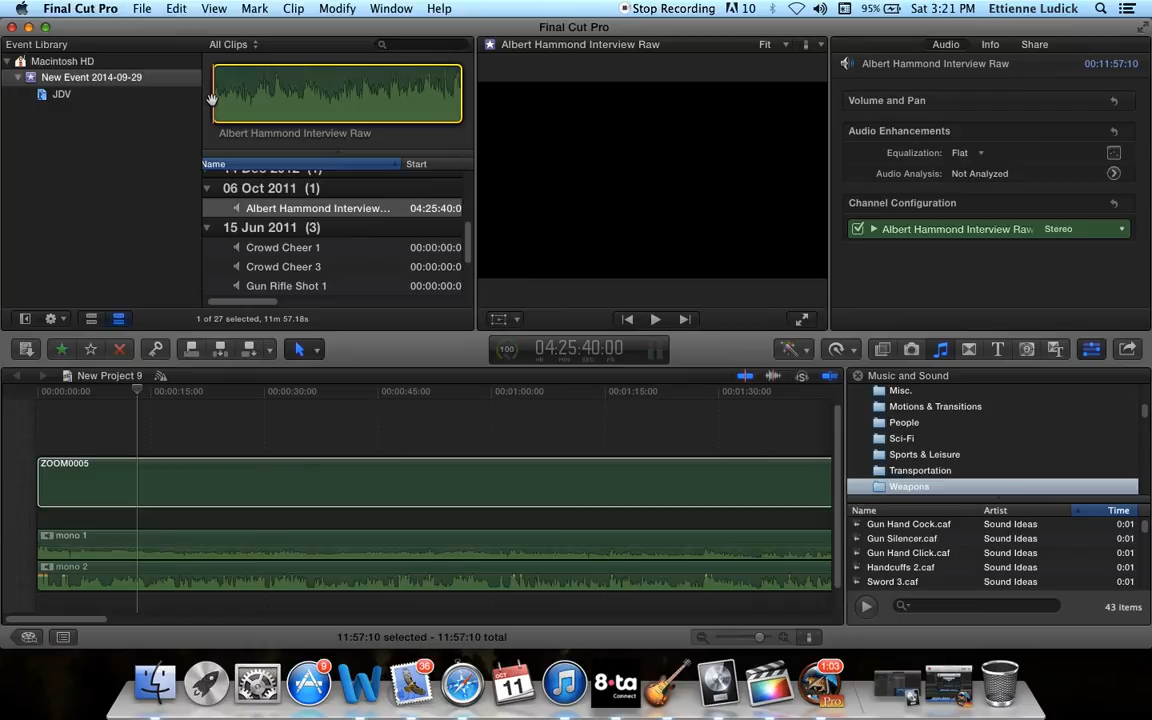 Final Cut Pro File Edit View Mark Clip Modify Window Help Stop Recording 10 95% Sat 3:21 PM Ettienne Ludick
Final Cut Pro
Event Library All Clips Albert Hammond Interview Raw Fit Audio Info Share
Macintosh HD
New Event 2014-09-29
JDV
Albert Hammond Interview Raw
Name Start
06 Oct 2011 (1)
Albert Hammond Interview... 04:25:40:0
15 Jun 2011 (3)
Crowd Cheer 1 00:00:00:0
Crowd Cheer 3 00:00:00:0
Gun Rifle Shot 1 00:00:00:0
1 of 27 selected, 11m 57.18s
Albert Hammond Interview Raw 00:11:57:10
Volume and Pan
Audio Enhancements
Equalization: Flat
Audio Analysis: Not Analyzed
Channel Configuration
Albert Hammond Interview Raw Stereo
100 04:25:40:00
New Project 9
00:00:00:00 00:00:15:00 00:00:30:00 00:00:45:00 00:01:00:00 00:01:15:00 00:01:30:00
ZOOM0005
mono 1
mono 2
11:57:10 selected - 11:57:10 total
Music and Sound
Misc.
Motions & Transitions
People
Sci-Fi
Sports & Leisure
Transportation
Weapons
Name Artist Time
Gun Hand Cock.caf Sound Ideas 0:01
Gun Silencer.caf Sound Ideas 0:01
Gun Hand Click.caf Sound Ideas 0:01
Handcuffs 2.caf Sound Ideas 0:01
Sword 3.caf Sound Ideas 0:01
43 items
9 36 OCT 11 8·ta Connect 1:03 Pro